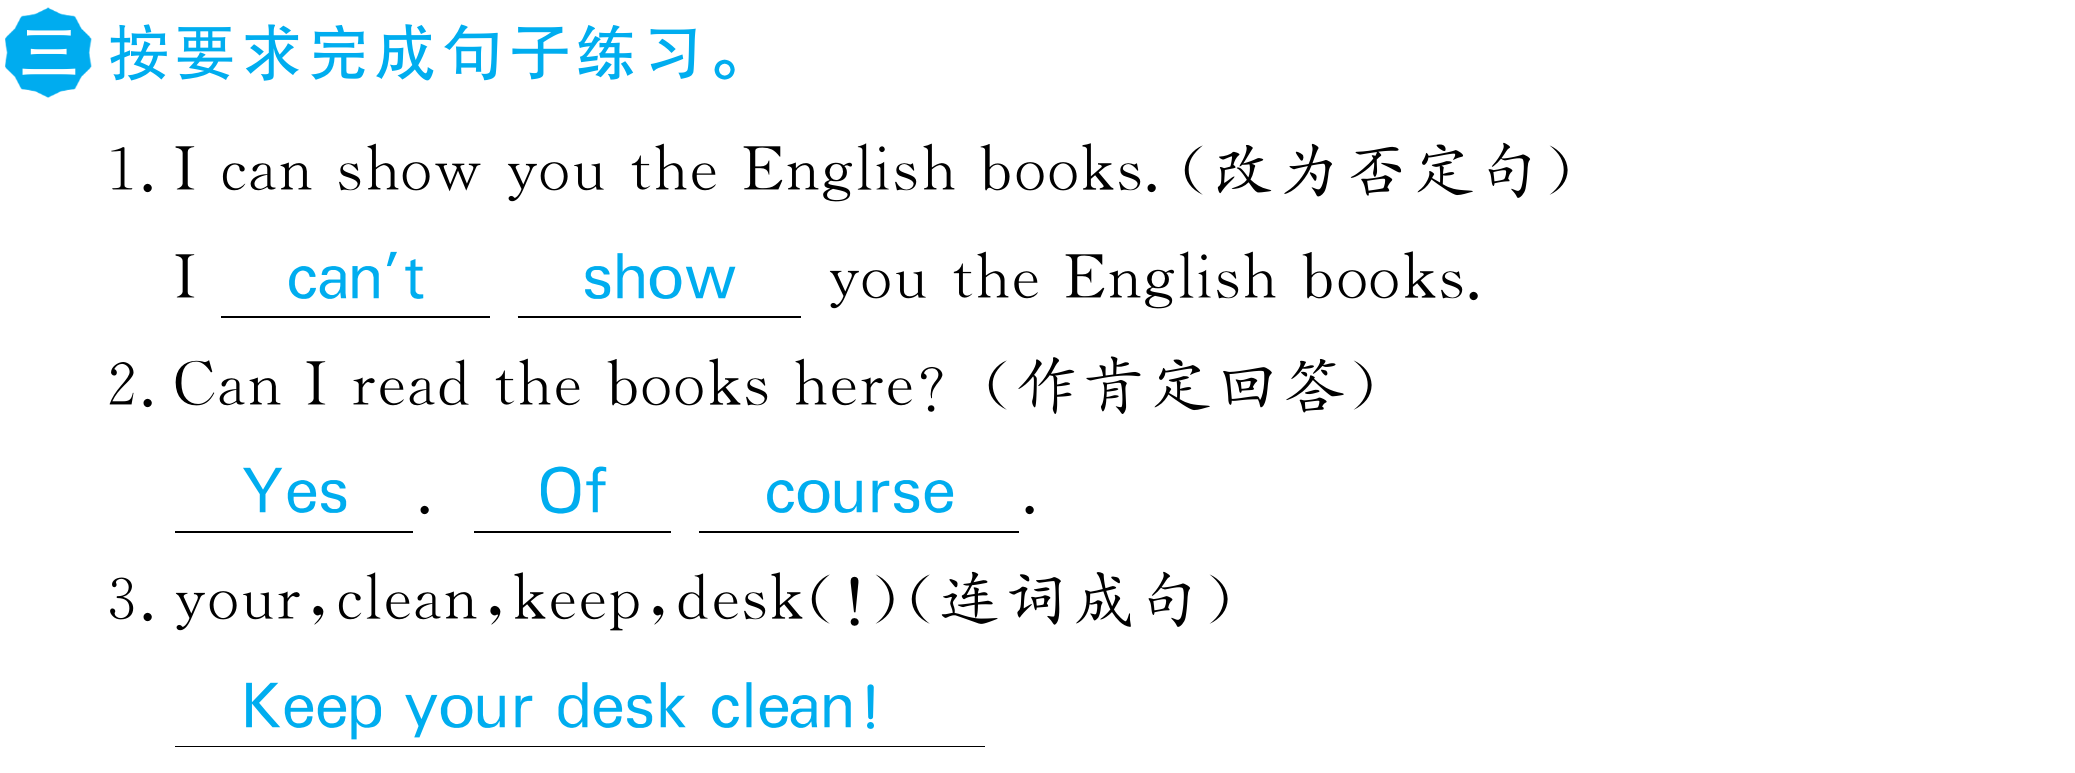 三 按要求完成句子练习。
1. I can show you the English books.(改为否定句)
I can't show you the English books.
2. Can I read the books here? (作肯定回答)
Yes. Of course.
3. your,clean,keep,desk(!)(连词成句)
Keep your desk clean!